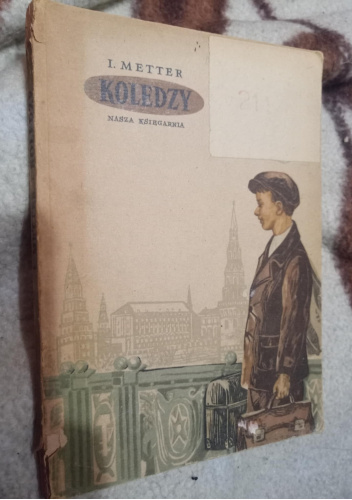 I. METTER
KOLEDZY
NASZA KSIĘGARNIA